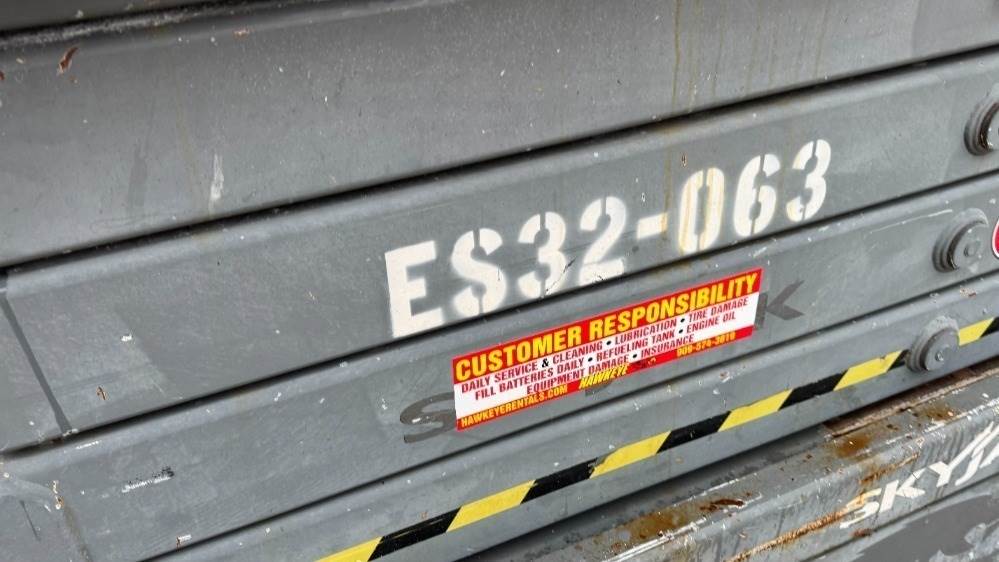 ES32-063
CUSTOMER RESPONSIBILITY
DAILY SERVICE & CLEANING • LUBRICATION • TIRE DAMAGE
FILL BATTERIES DAILY • REFUELING TANK • ENGINE OIL
EQUIPMENT DAMAGE • INSURANCE
HAWKEYERENTALS.COM HAWKEYE
SKYJA